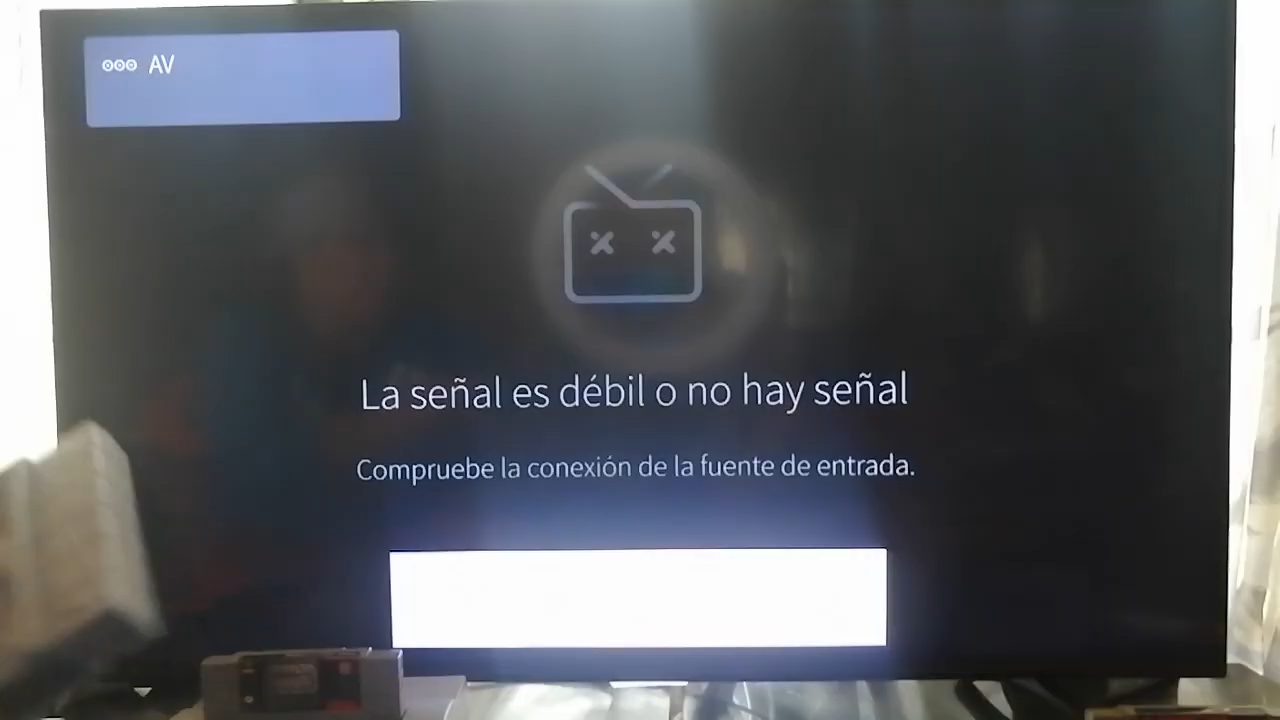 AV
La señal es débil o no hay señal
Compruebe la conexión de la fuente de entrada.